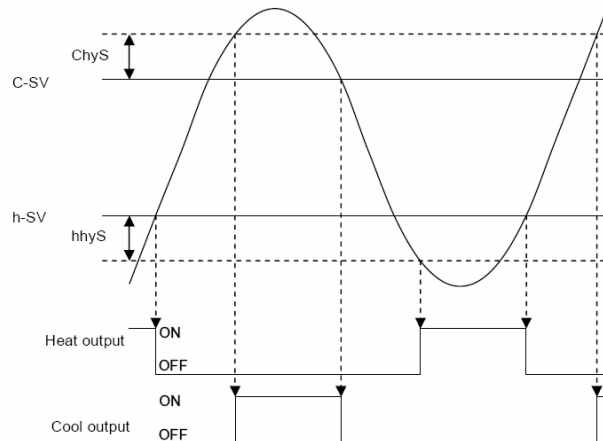 ChyS
C-SV
h-SV
hhyS
Heat output
ON
OFF
Cool output
ON
OFF